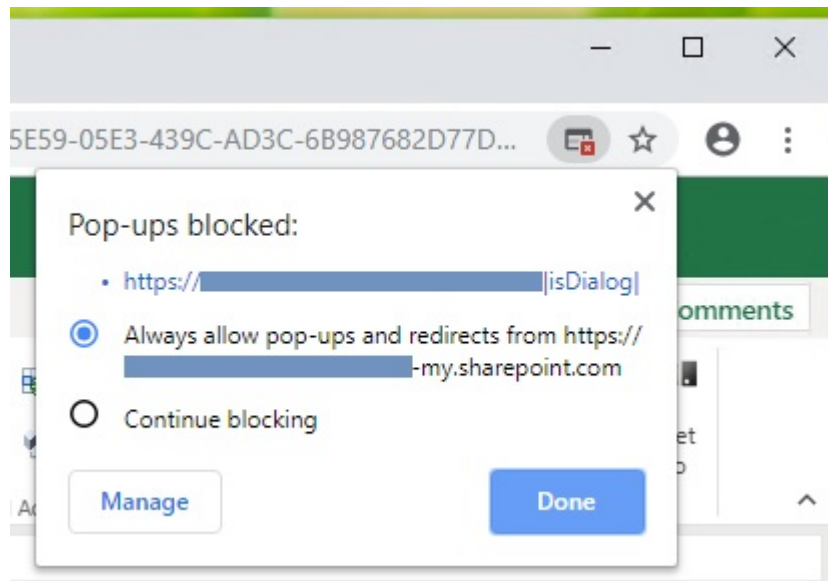 5E59-05E3-439C-AD3C-6B987682D77D...
Pop-ups blocked:
• https:// |isDialog|
Always allow pop-ups and redirects from https://
-my.sharepoint.com
omments
Continue blocking
et
Manage
Done